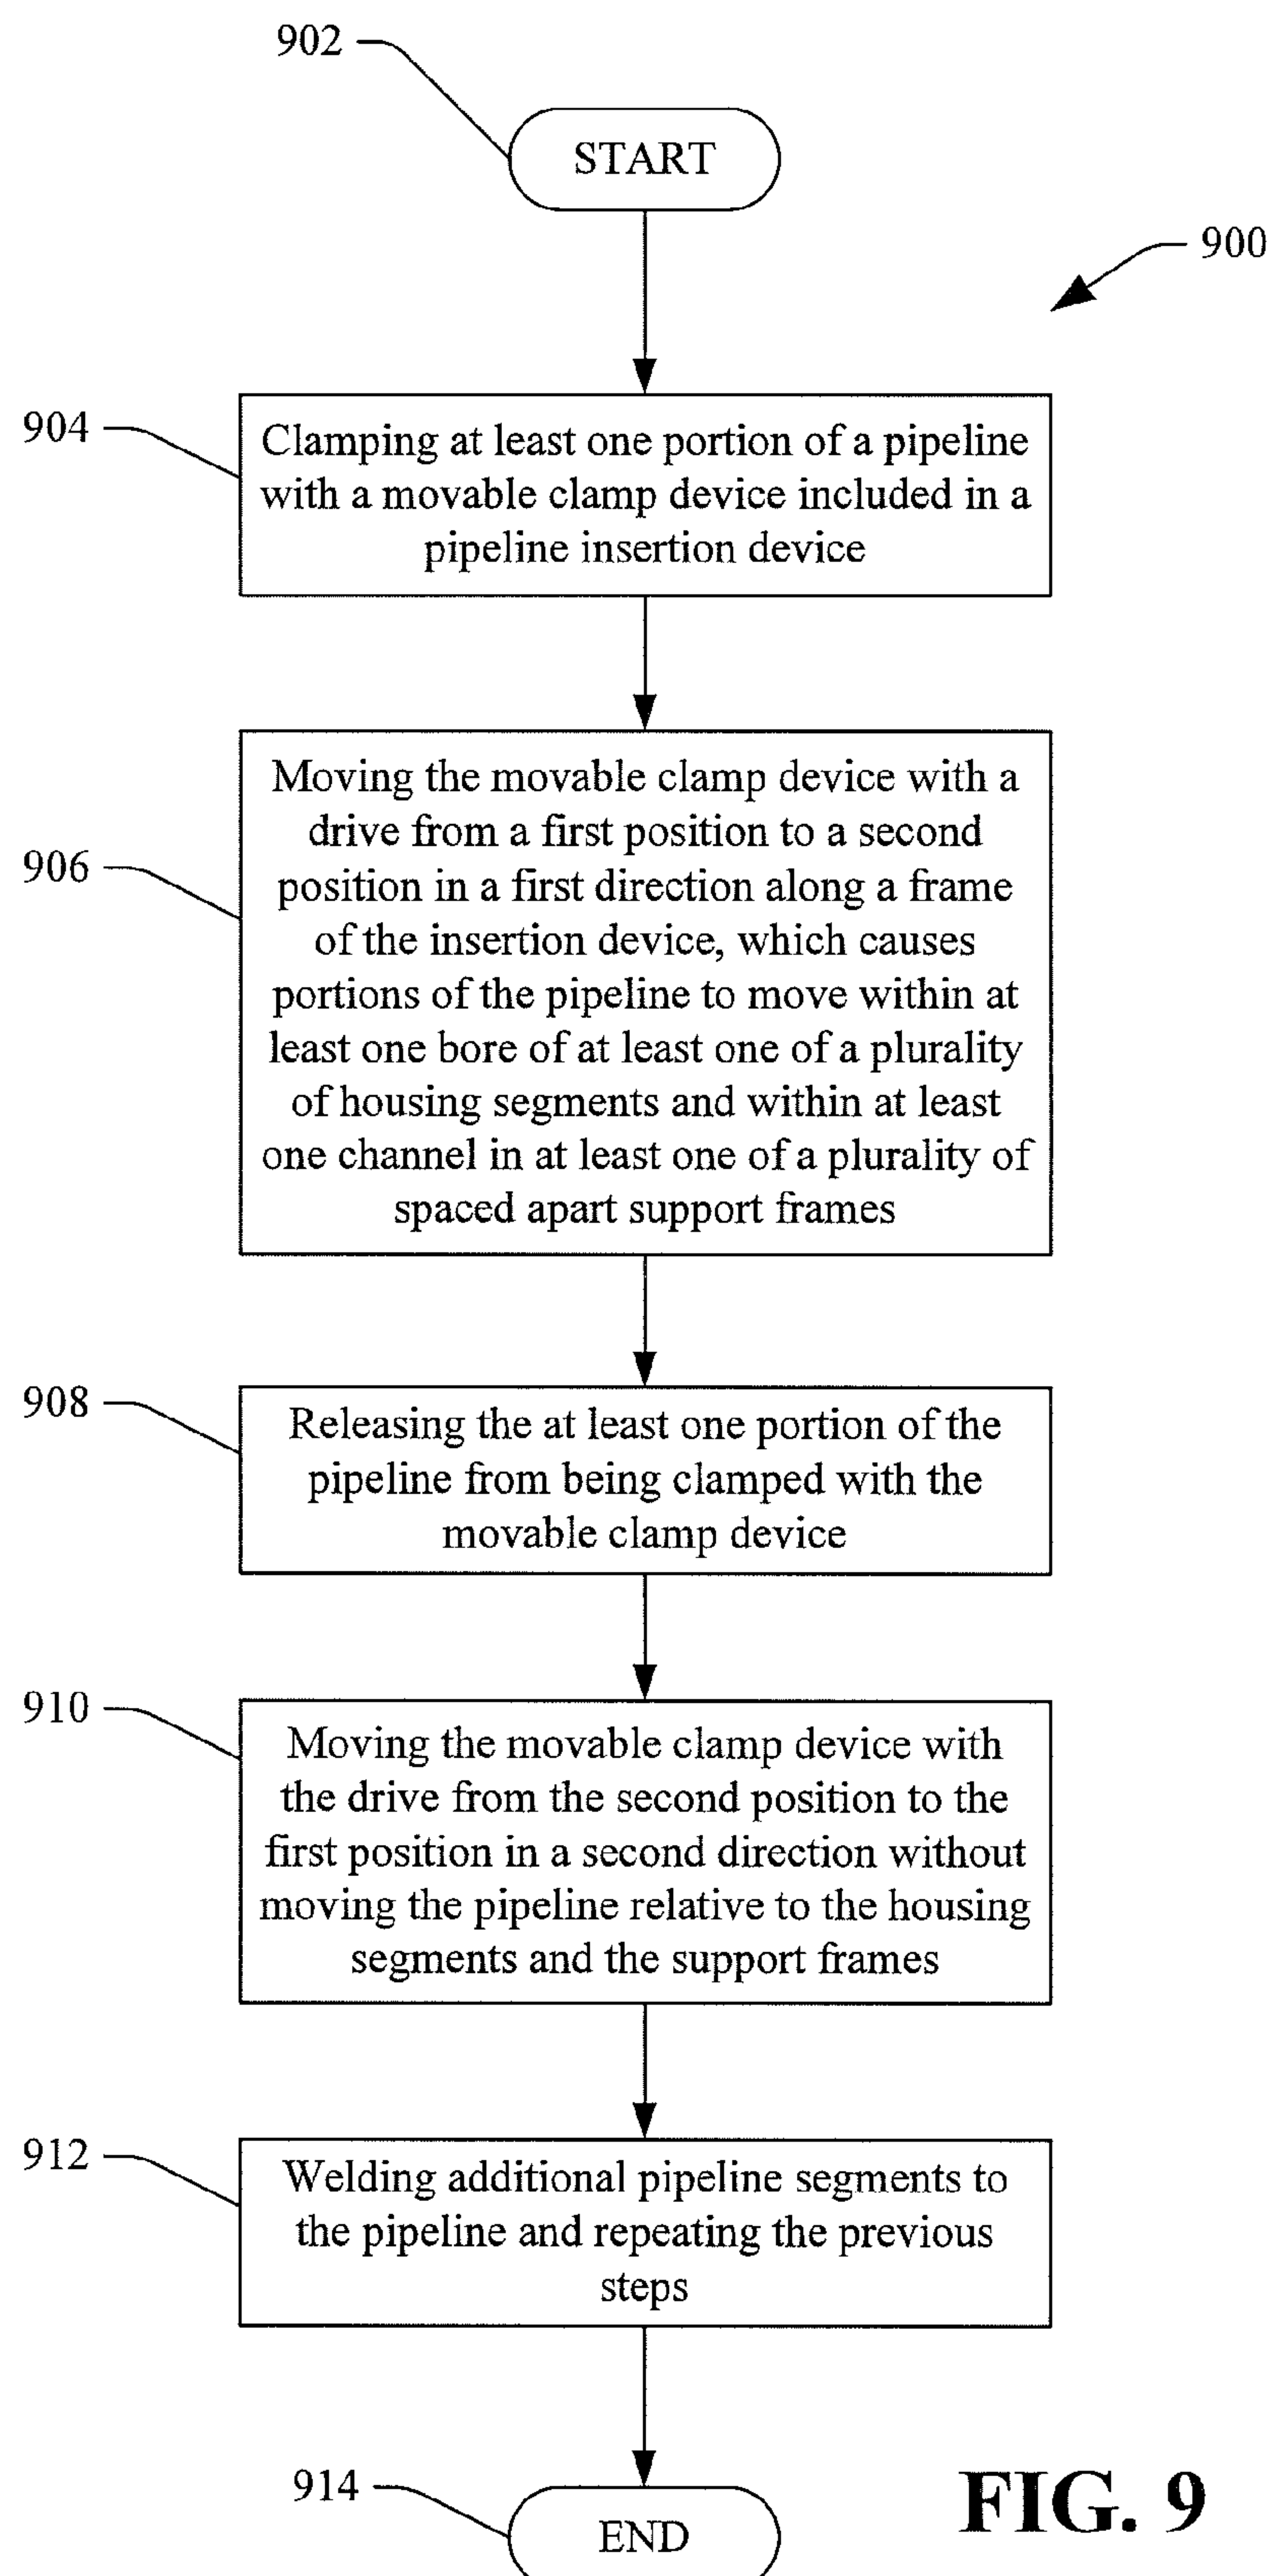 902
START
900
904
Clamping at least one portion of a pipeline
with a movable clamp device included in a
pipeline insertion device
906
Moving the movable clamp device with a
drive from a first position to a second
position in a first direction along a frame
of the insertion device, which causes
portions of the pipeline to move within at
least one bore of at least one of a plurality
of housing segments and within at least
one channel in at least one of a plurality of
spaced apart support frames
908
Releasing the at least one portion of the
pipeline from being clamped with the
movable clamp device
910
Moving the movable clamp device with
the drive from the second position to the
first position in a second direction without
moving the pipeline relative to the housing
segments and the support frames
912
Welding additional pipeline segments to
the pipeline and repeating the previous
steps
914
END
FIG. 9